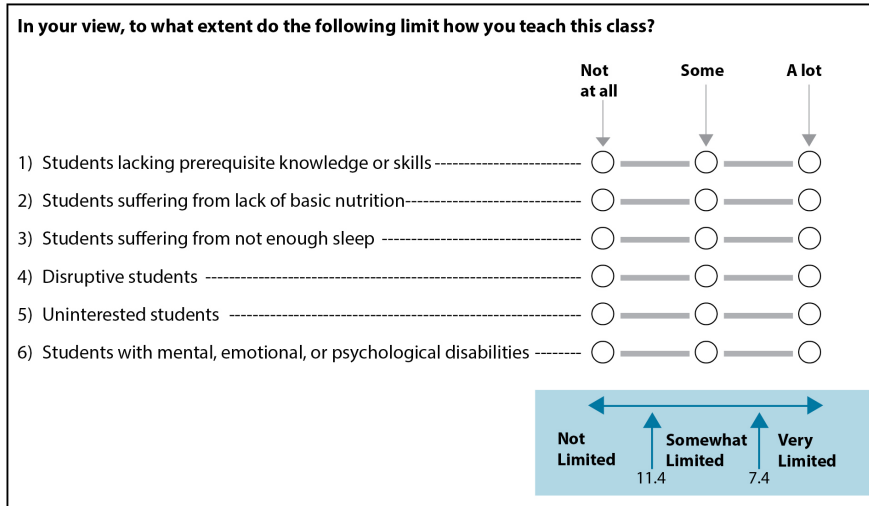 In your view, to what extent do the following limit how you teach this class?
Not at all
Some
A lot
1) Students lacking prerequisite knowledge or skills
2) Students suffering from lack of basic nutrition
3) Students suffering from not enough sleep
4) Disruptive students
5) Uninterested students
6) Students with mental, emotional, or psychological disabilities
Not Limited
Somewhat Limited
Very Limited
11.4
7.4